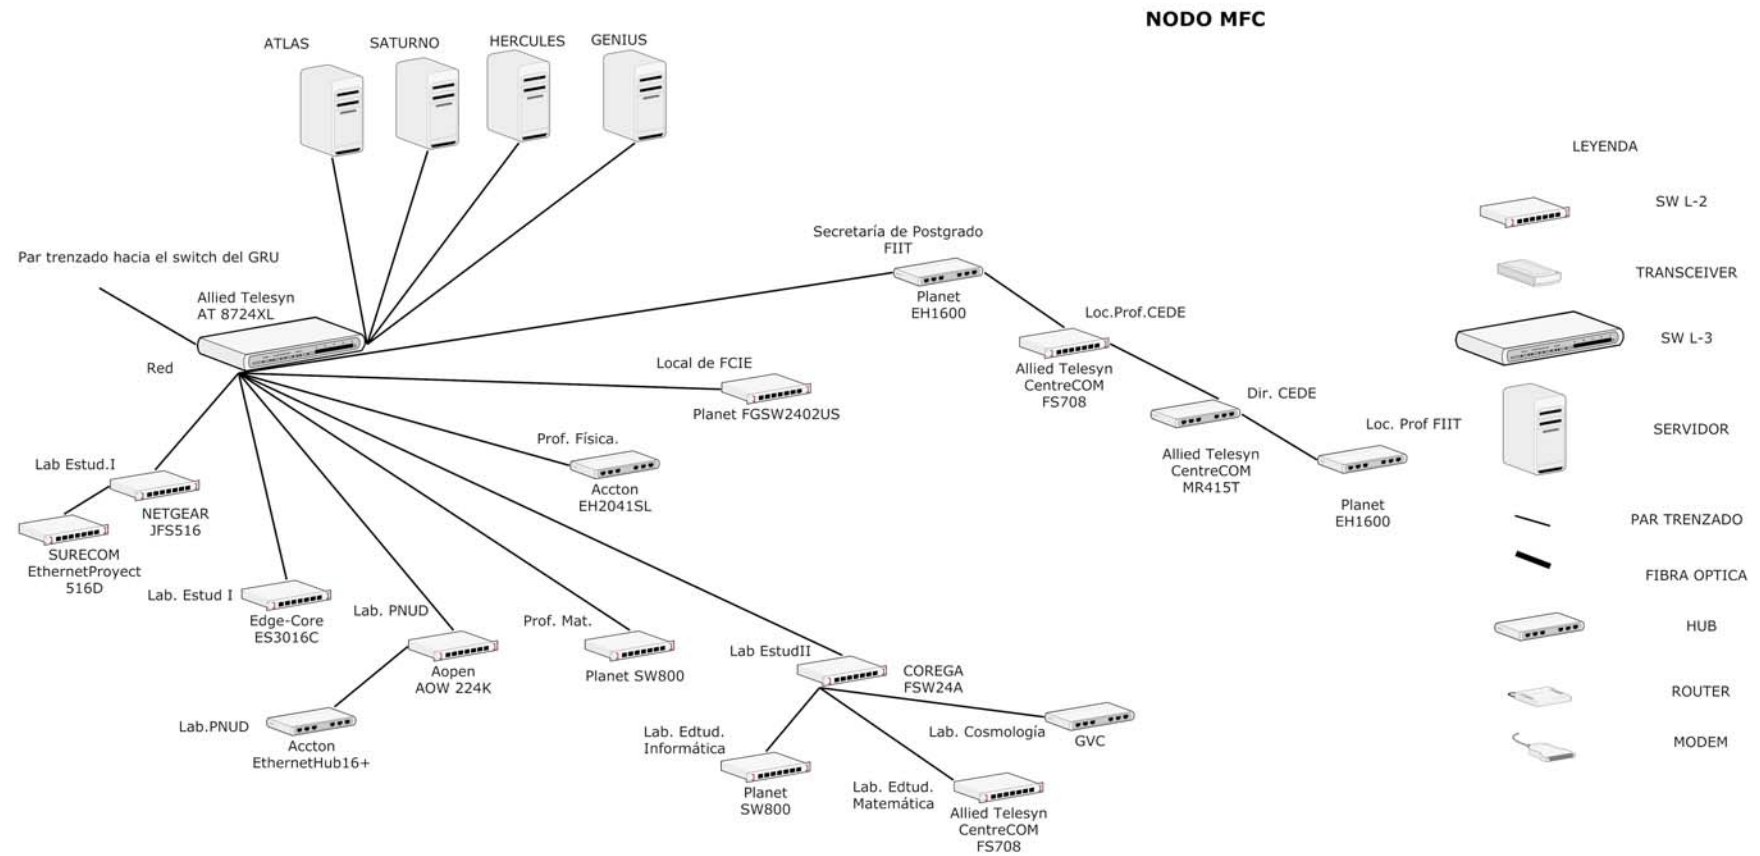 NODO MFC
ATLAS
SATURNO
HERCULES
GENIUS
LEYENDA
SW L-2
TRANSCEIVER
SW L-3
SERVIDOR
PAR TRENZADO
FIBRA OPTICA
HUB
ROUTER
MODEM
Par trenzado hacia el switch del GRU
Allied Telesyn
AT 8724XL
Red
Secretaría de Postgrado
FIIT
Planet
EH1600
Loc.Prof.CEDE
Allied Telesyn
CentreCOM
FS708
Dir. CEDE
Allied Telesyn
CentreCOM
MR415T
Loc. Prof FIIT
Planet
EH1600
Local de FCIE
Planet FGSW2402US
Prof. Física.
Accton
EH2041SL
Lab Estud.I
NETGEAR
JFS516
SURECOM
EthernetProyect
516D
Lab. Estud I
Edge-Core
ES3016C
Lab. PNUD
Aopen
AOW 224K
Lab.PNUD
Accton
EthernetHub16+
Prof. Mat.
Planet SW800
Lab EstudII
COREGA
FSW24A
Lab. Edtud.
Informática
Planet
SW800
Lab. Cosmología
GVC
Lab. Edtud.
Matemática
Allied Telesyn
CentreCOM
FS708